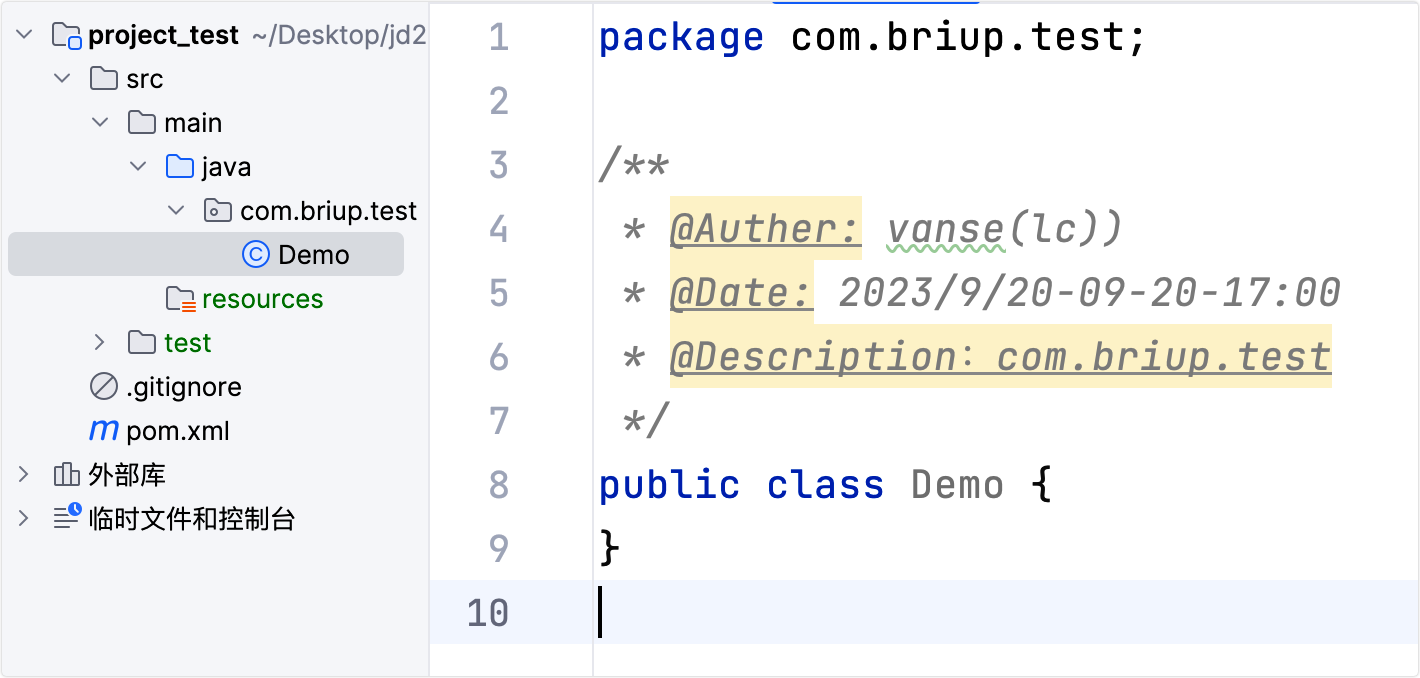 project_test ~/Desktop/jd2
src
main
java
com.briup.test
Demo
resources
test
.gitignore
pom.xml
外部库
临时文件和控制台
1 package com.briup.test;
2
3 /**
4 * @Auther: vanse(lc))
5 * @Date: 2023/9/20-09-20-17:00
6 * @Description：com.briup.test
7 */
8 public class Demo {
9 }
10